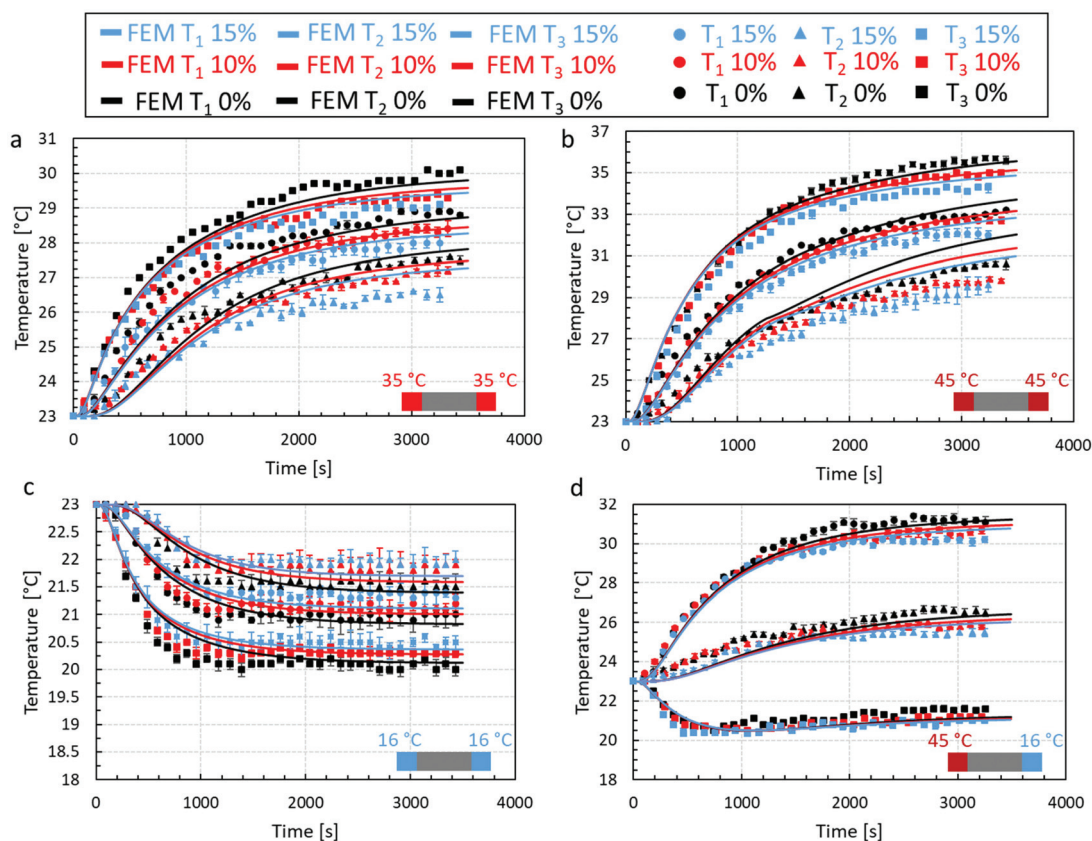 FEM T1 15% FEM T2 15% FEM T3 15% T1 15% T2 15% T3 15%
FEM T1 10% FEM T2 10% FEM T3 10% T1 10% T2 10% T3 10%
FEM T1 0% FEM T2 0% FEM T3 0% T1 0% T2 0% T3 0%
a
31
30
29
28
27
26
25
24
23
Temperature [°C]
35 °C 35 °C
0 1000 2000 3000 4000
Time [s]
b
37
35
33
31
29
27
25
23
Temperature [°C]
45 °C 45 °C
0 1000 2000 3000 4000
Time [s]
c
23
22.5
22
21.5
21
20.5
20
19.5
19
18.5
18
Temperature [°C]
16 °C 16 °C
0 1000 2000 3000 4000
Time [s]
d
32
30
28
26
24
22
20
18
Temperature [°C]
45 °C 16 °C
0 1000 2000 3000 4000
Time [s]